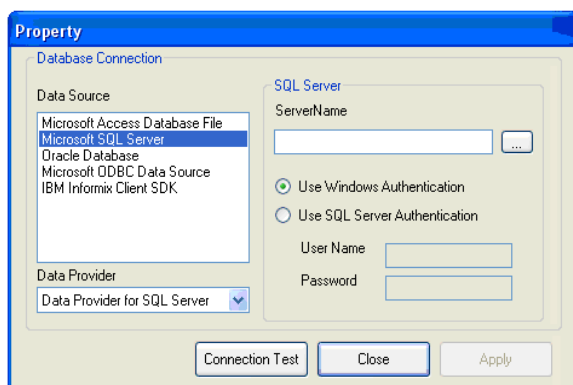 Property
Database Connection
Data Source
Microsoft Access Database File
Microsoft SQL Server
Oracle Database
Microsoft ODBC Data Source
IBM Informix Client SDK
Data Provider
Data Provider for SQL Server
SQL Server
ServerName
...
Use Windows Authentication
Use SQL Server Authentication
User Name
Password
Connection Test
Close
Apply